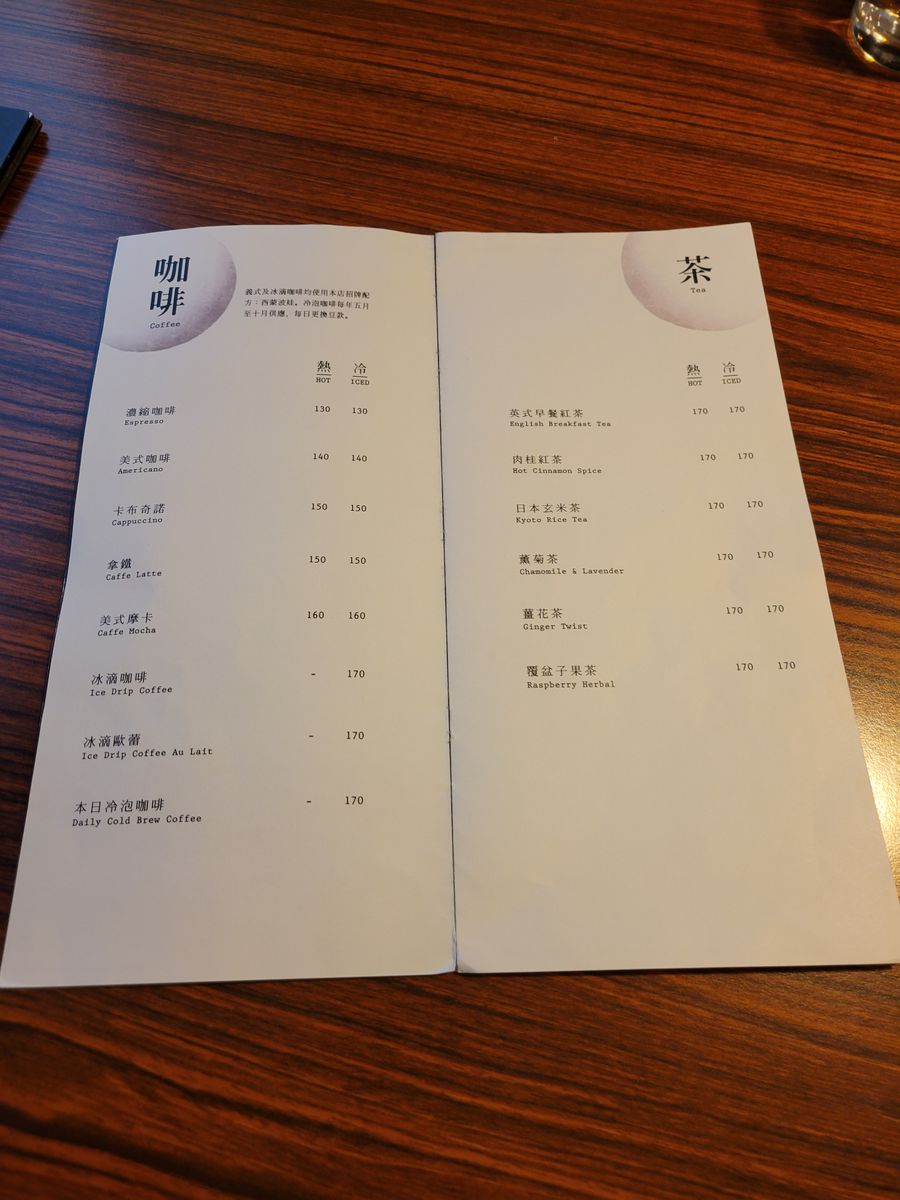 咖啡
Coffee
義式及冰滴咖啡均使用本店招牌配
方：西蒙波娃。冷泡咖啡每年五月
至十月供應，每日更換豆款。
熱 冷
HOT ICED
濃縮咖啡 130 130
Espresso
美式咖啡 140 140
Americano
卡布奇諾 150 150
Cappuccino
拿鐵 150 150
Caffe Latte
美式摩卡 160 160
Caffe Mocha
冰滴咖啡 - 170
Ice Drip Coffee
冰滴歐蕾 - 170
Ice Drip Coffee Au Lait
本日冷泡咖啡 - 170
Daily Cold Brew Coffee
茶
Tea
熱 冷
HOT ICED
英式早餐紅茶 170 170
English Breakfast Tea
肉桂紅茶 170 170
Hot Cinnamon Spice
日本玄米茶 170 170
Kyoto Rice Tea
薰菊茶 170 170
Chamomile & Lavender
薑花茶 170 170
Ginger Twist
覆盆子果茶 170 170
Raspberry Herbal